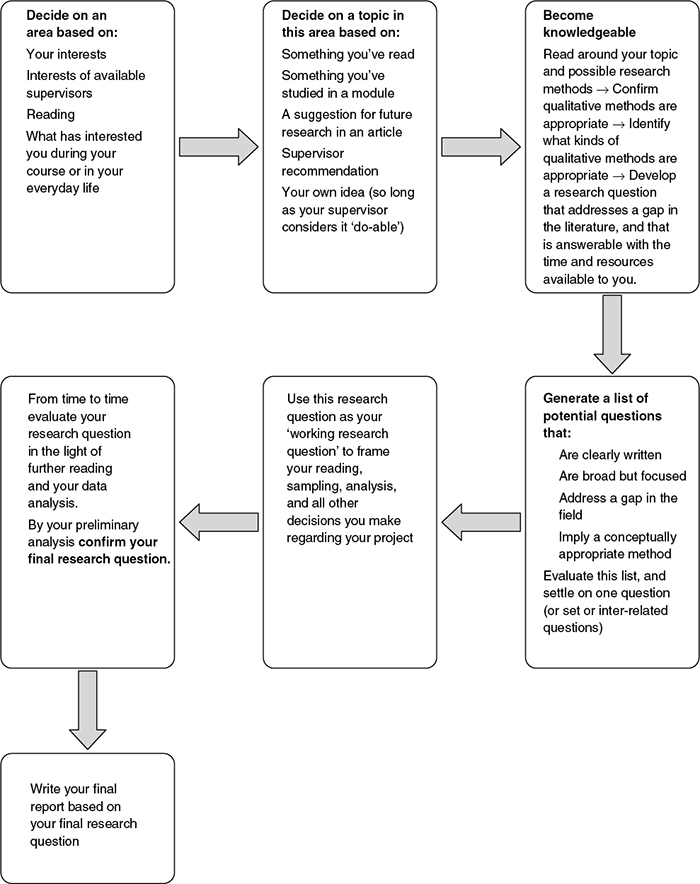 Decide on an
area based on:
Your interests
Interests of available
supervisors
Reading
What has interested
you during your
course or in your
everyday life
Decide on a topic in
this area based on:
Something you've read
Something you've
studied in a module
A suggestion for future
research in an article
Supervisor
recommendation
Your own idea (so long
as your supervisor
considers it 'do-able')
Become
knowledgeable
Read around your topic
and possible research
methods → Confirm
qualitative methods are
appropriate → Identify
what kinds of
qualitative methods are
appropriate → Develop
a research question
that addresses a gap in
the literature, and that
is answerable with the
time and resources
available to you.
Generate a list of
potential questions
that:
Are clearly written
Are broad but focused
Address a gap in the
field
Imply a conceptually
appropriate method
Evaluate this list, and
settle on one question
(or set or inter-related
questions)
Use this research
question as your
'working research
question' to frame
your reading,
sampling, analysis,
and all other
decisions you make
regarding your project
From time to time
evaluate your
research question
in the light of
further reading
and your data
analysis.
By your preliminary
analysis confirm your
final research question.
Write your final
report based on
your final research
question